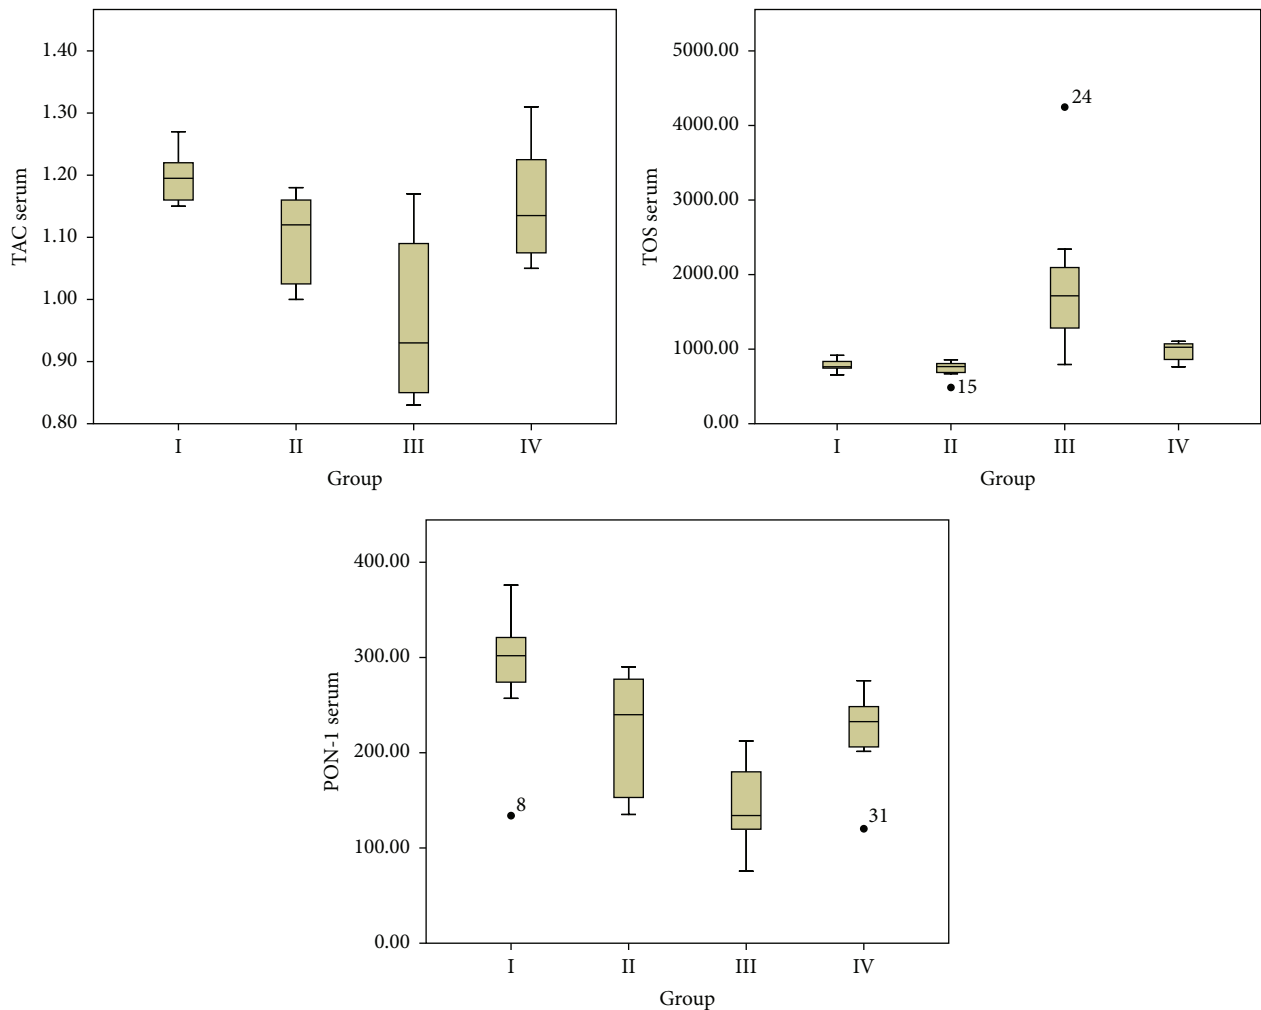 1.40
1.30
1.20
1.10
1.00
0.90
0.80
TAC serum
I II III IV
Group
5000.00
4000.00
3000.00
2000.00
1000.00
0.00
TOS serum
24
15
I II III IV
Group
400.00
300.00
200.00
100.00
0.00
PON-1 serum
8
31
I II III IV
Group